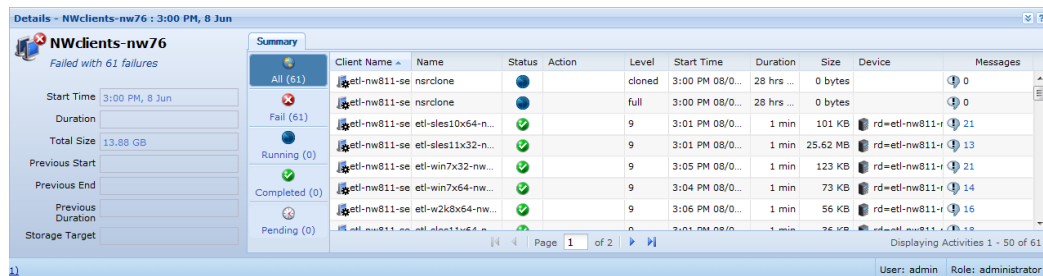 Details - NWclients-nw76 : 3:00 PM, 8 Jun
NWclients-nw76
Failed with 61 failures
Start Time 3:00 PM, 8 Jun
Duration
Total Size 13.88 GB
Previous Start
Previous End
Previous Duration
Storage Target
Summary
All (61)
Fail (61)
Running (0)
Completed (0)
Pending (0)
Client Name Name Status Action Level Start Time Duration Size Device Messages
etl-nw811-se nsrclone cloned 3:00 PM 08/0... 28 hrs ... 0 bytes 0
etl-nw811-se nsrclone full 3:00 PM 08/0... 28 hrs ... 0 bytes 0
etl-nw811-se etl-sles10x64-n... 9 3:01 PM 08/0... 1 min 101 KB rd=etl-nw811-r 21
etl-nw811-se etl-sles11x32-n... 9 3:01 PM 08/0... 1 min 25.62 MB rd=etl-nw811-r 13
etl-nw811-se etl-win7x32-nw... 9 3:05 PM 08/0... 1 min 123 KB rd=etl-nw811-r 21
etl-nw811-se etl-win7x64-nw... 9 3:04 PM 08/0... 1 min 73 KB rd=etl-nw811-r 14
etl-nw811-se etl-w2k8x64-nw... 9 3:06 PM 08/0... 1 min 56 KB rd=etl-nw811-r 16
Page 1 of 2
Displaying Activities 1 - 50 of 61
1)
User: admin Role: administrator